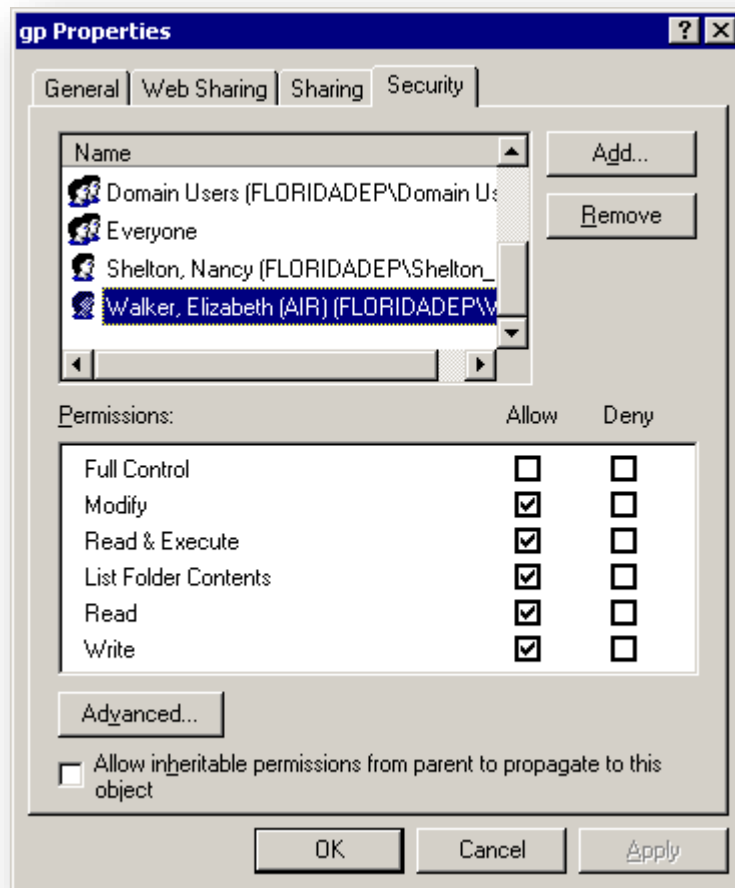 gp Properties
General Web Sharing Sharing Security
Name
Add...
Domain Users (FLORIDADEP\Domain Us
Remove
Everyone
Shelton, Nancy (FLORIDADEP\Shelton_
Walker, Elizabeth (AIR) (FLORIDADEP\W
Permissions: Allow Deny
Full Control
Modify
Read & Execute
List Folder Contents
Read
Write
Advanced...
Allow inheritable permissions from parent to propagate to this
object
OK Cancel Apply